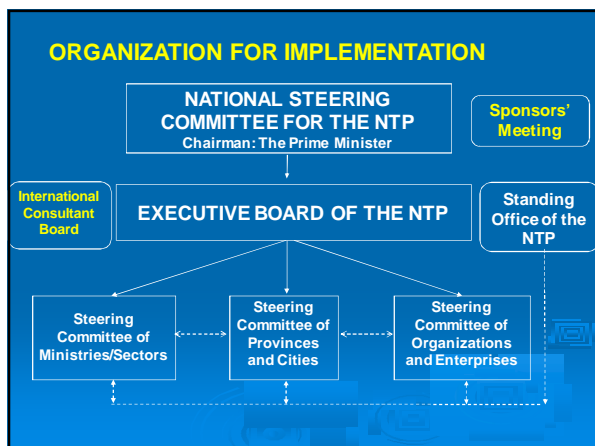 ORGANIZATION FOR IMPLEMENTATION
NATIONAL STEERING
COMMITTEE FOR THE NTP
Chairman: The Prime Minister
Sponsors’
Meeting
International
Consultant
Board
EXECUTIVE BOARD OF THE NTP
Standing
Office of the
NTP
Steering
Committee of
Ministries/Sectors
Steering
Committee of
Provinces
and Cities
Steering
Committee of
Organizations
and Enterprises